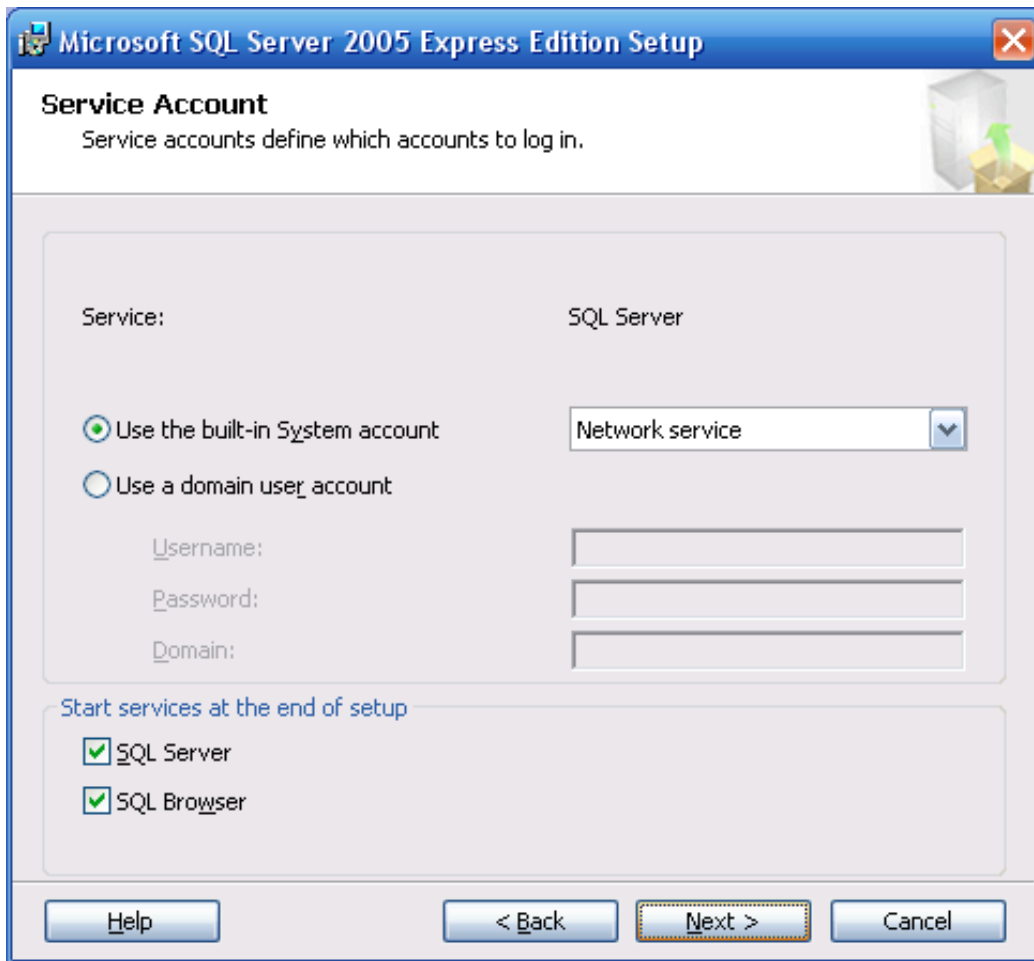 Microsoft SQL Server 2005 Express Edition Setup
Service Account
Service accounts define which accounts to log in.
Service: SQL Server
Use the built-in System account Network service
Use a domain user account
Username:
Password:
Domain:
Start services at the end of setup
SQL Server
SQL Browser
Help < Back Next > Cancel